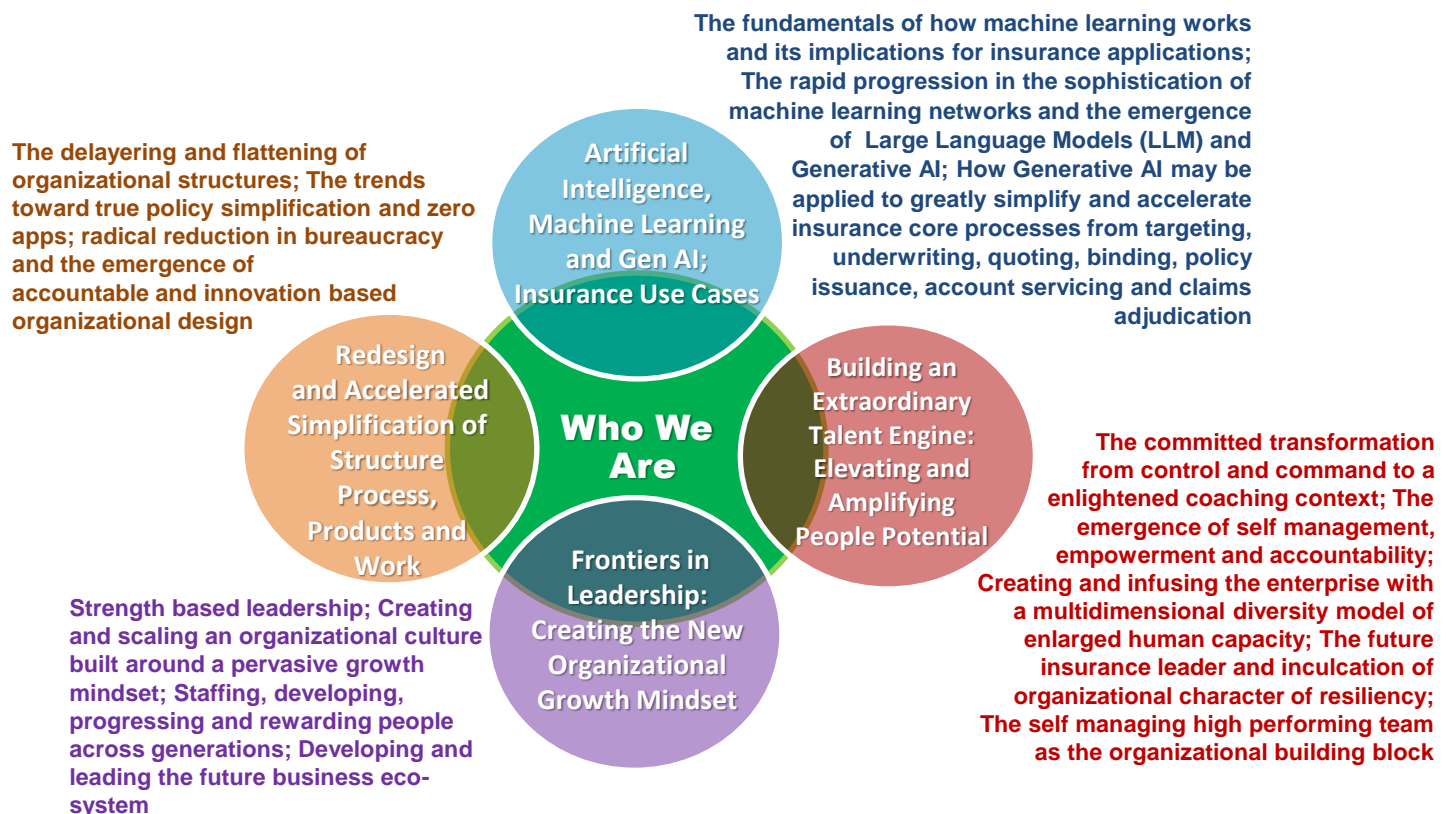 The fundamentals of how machine learning works
and its implications for insurance applications;
The rapid progression in the sophistication of
machine learning networks and the emergence
of Large Language Models (LLM) and
Generative AI; How Generative AI may be
applied to greatly simplify and accelerate
insurance core processes from targeting,
underwriting, quoting, binding, policy
issuance, account servicing and claims
adjudication
Artificial
Intelligence,
Machine Learning
and Gen AI;
Insurance Use Cases
The delayering and flattening of
organizational structures; The trends
toward true policy simplification and zero
apps; radical reduction in bureaucracy
and the emergence of
accountable and innovation based
organizational design
Redesign
and Accelerated
Simplification of
Structure
Process,
Products and
Work
Who We
Are
Building an
Extraordinary
Talent Engine:
Elevating and
Amplifying
People Potential
The committed transformation
from control and command to a
enlightened coaching context; The
emergence of self management,
empowerment and accountability;
Creating and infusing the enterprise with
a multidimensional diversity model of
enlarged human capacity; The future
insurance leader and inculcation of
organizational character of resiliency;
The self managing high performing team
as the organizational building block
Frontiers in
Leadership:
Creating the New
Organizational
Growth Mindset
Strength based leadership; Creating
and scaling an organizational culture
built around a pervasive growth
mindset; Staffing, developing,
progressing and rewarding people
across generations; Developing and
leading the future business eco-
system